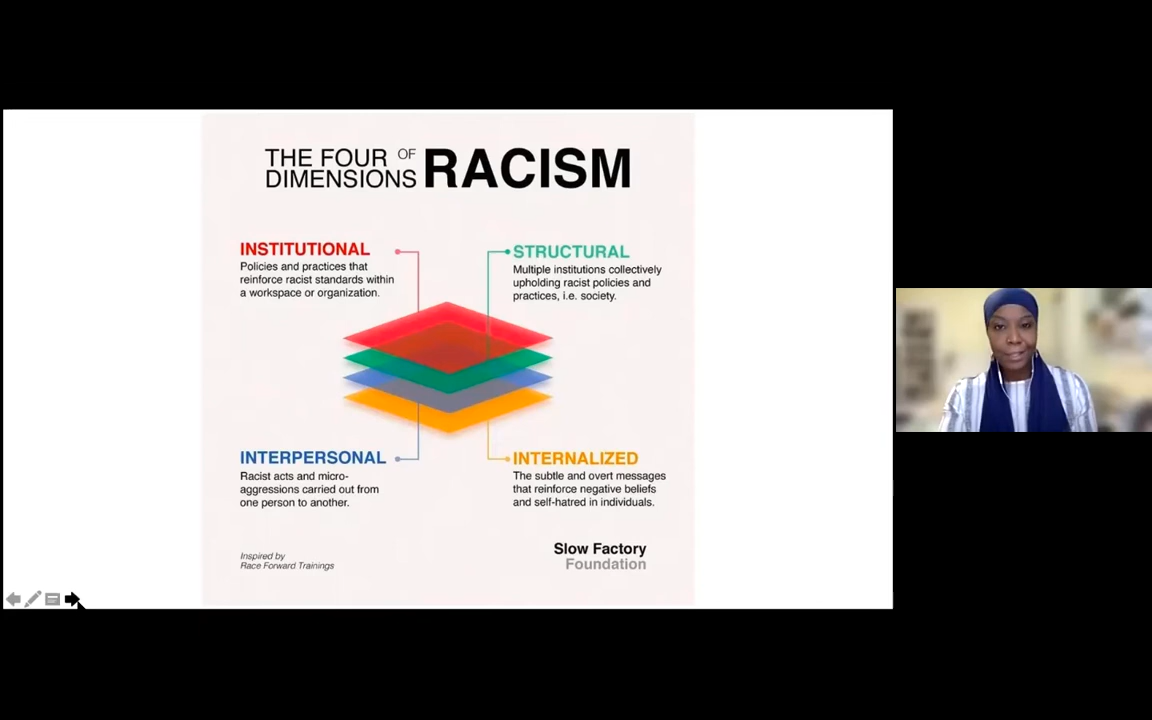 THE FOUR OF RACISM
DIMENSIONS
INSTITUTIONAL
Policies and practices that
reinforce racist standards within
a workspace or organization.
STRUCTURAL
Multiple institutions collectively
upholding racist policies and
practices, i.e. society.
INTERPERSONAL
Racist acts and micro-
aggressions carried out from
one person to another.
INTERNALIZED
The subtle and overt messages
that reinforce negative beliefs
and self-hatred in individuals.
Inspired by
Race Forward Trainings
Slow Factory
Foundation